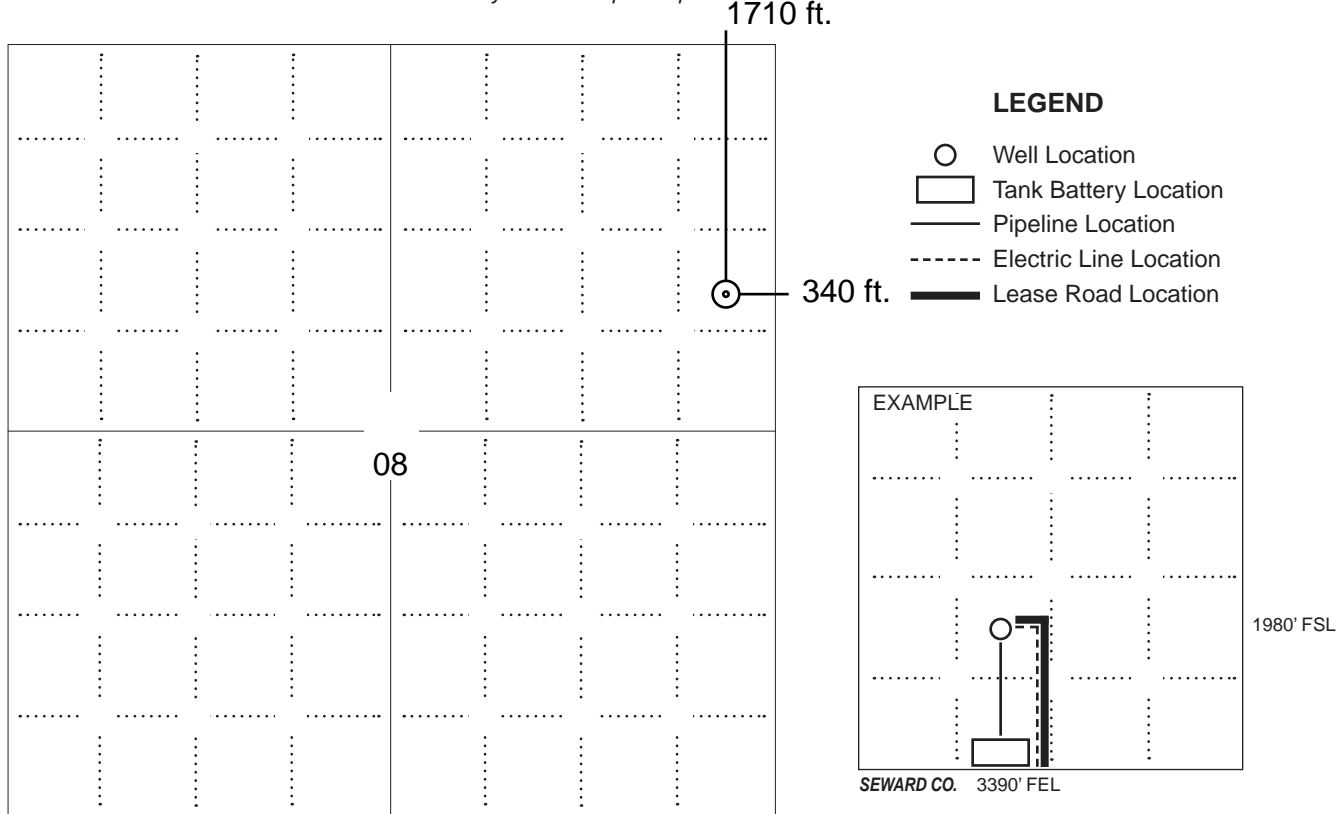 1710 ft.
LEGEND
Well Location
Tank Battery Location
Pipeline Location
340 ft.
Electric Line Location
Lease Road Location
EXAMPLE
08
1980' FSL
SEWARD CO. 3390' FEL